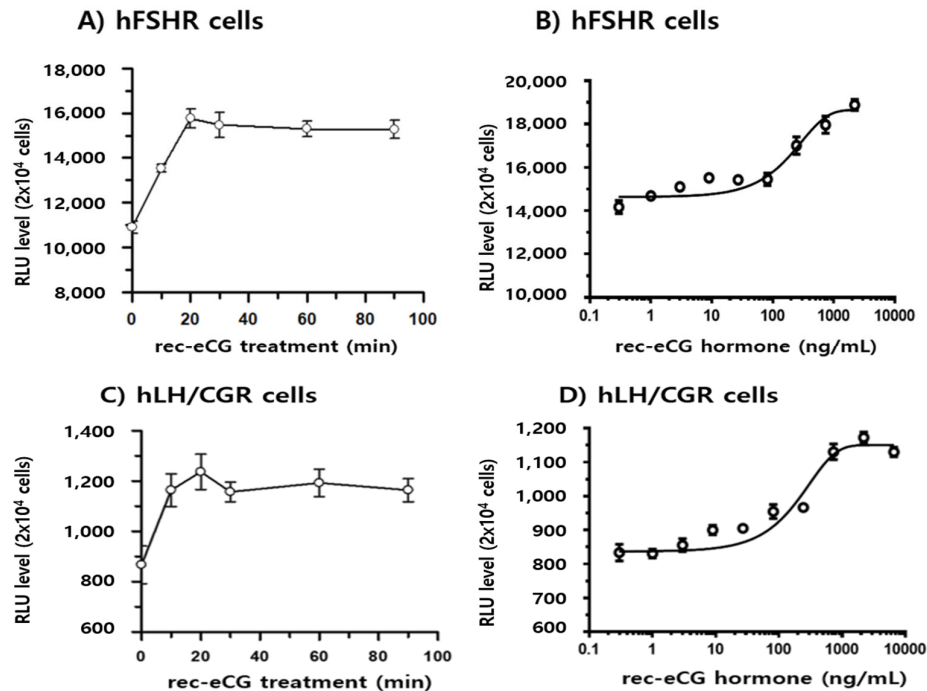 A) hFSHR cells
RLU level (2x10⁴ cells)
18,000
16,000
14,000
12,000
10,000
8,000
0 20 40 60 80 100
rec-eCG treatment (min)
B) hFSHR cells
RLU level (2x10⁴ cells)
20,000
18,000
16,000
14,000
12,000
10,000
0.1 1 10 100 1000 10000
rec-eCG hormone (ng/mL)
C) hLH/CGR cells
RLU level (2x10⁴ cells)
1,400
1,200
1,000
800
600
0 20 40 60 80 100
rec-eCG treatment (min)
D) hLH/CGR cells
RLU level (2x10⁴ cells)
1,200
1,100
1,000
900
800
700
600
0.1 1 10 100 1000 10000
rec-eCG hormone (ng/mL)